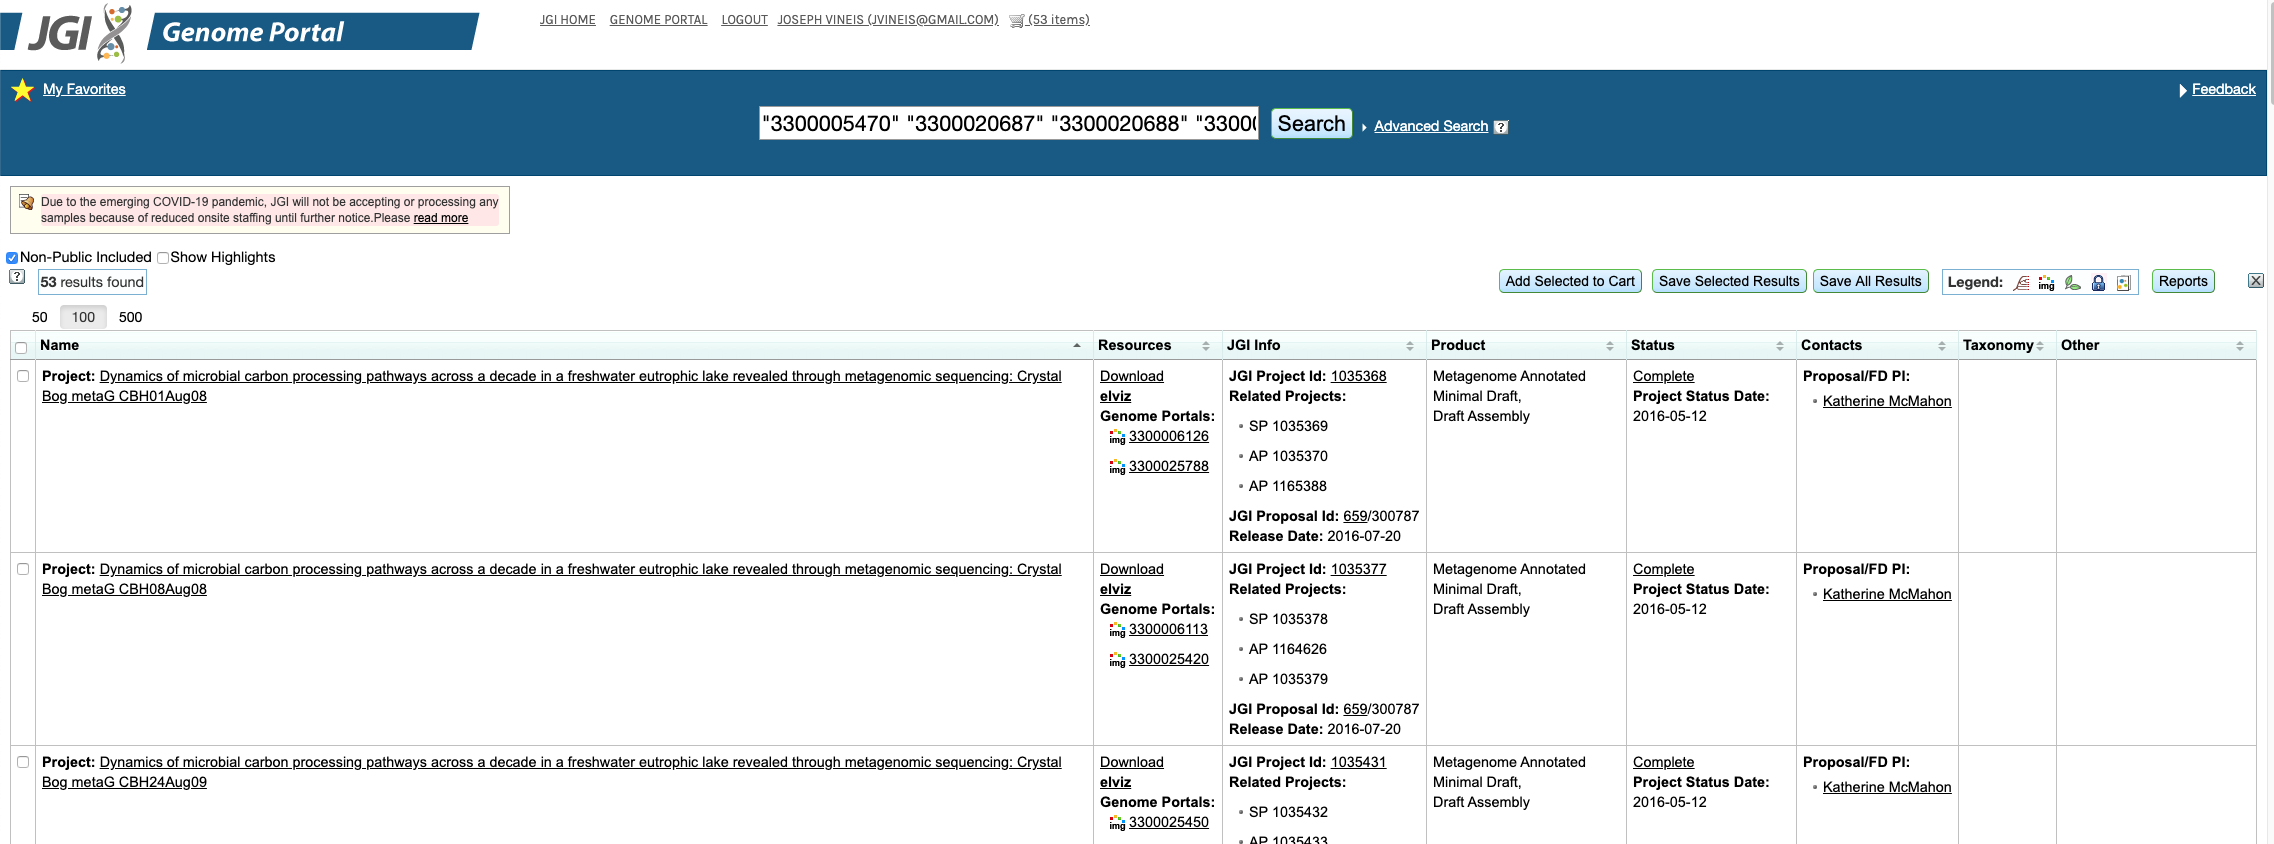 JGI Genome Portal
JGI HOME GENOME PORTAL LOGOUT JOSEPH VINEIS (JVINEIS@GMAIL.COM) (53 items)
My Favorites
Feedback
"3300005470" "3300020687" "3300020688" "3300( Search Advanced Search ?
Due to the emerging COVID-19 pandemic, JGI will not be accepting or processing any
samples because of reduced onsite staffing until further notice.Please read more
Non-Public Included Show Highlights
? 53 results found
Add Selected to Cart Save Selected Results Save All Results Legend: img Reports
50 100 500
Name Resources JGI Info Product Status Contacts Taxonomy Other
Project: Dynamics of microbial carbon processing pathways across a decade in a freshwater eutrophic lake revealed through metagenomic sequencing: Crystal
Bog metaG CBH01Aug08
Download
elviz
Genome Portals:
img 3300006126
img 3300025788
JGI Project Id: 1035368
Related Projects:
SP 1035369
AP 1035370
AP 1165388
JGI Proposal Id: 659/300787
Release Date: 2016-07-20
Metagenome Annotated
Minimal Draft,
Draft Assembly
Complete
Project Status Date:
2016-05-12
Proposal/FD PI:
Katherine McMahon
Project: Dynamics of microbial carbon processing pathways across a decade in a freshwater eutrophic lake revealed through metagenomic sequencing: Crystal
Bog metaG CBH08Aug08
Download
elviz
Genome Portals:
img 3300006113
img 3300025420
JGI Project Id: 1035377
Related Projects:
SP 1035378
AP 1164626
AP 1035379
JGI Proposal Id: 659/300787
Release Date: 2016-07-20
Metagenome Annotated
Minimal Draft,
Draft Assembly
Complete
Project Status Date:
2016-05-12
Proposal/FD PI:
Katherine McMahon
Project: Dynamics of microbial carbon processing pathways across a decade in a freshwater eutrophic lake revealed through metagenomic sequencing: Crystal
Bog metaG CBH24Aug09
Download
elviz
Genome Portals:
img 3300025450
JGI Project Id: 1035431
Related Projects:
SP 1035432
AP 1035433
Metagenome Annotated
Minimal Draft,
Draft Assembly
Complete
Project Status Date:
2016-05-12
Proposal/FD PI:
Katherine McMahon